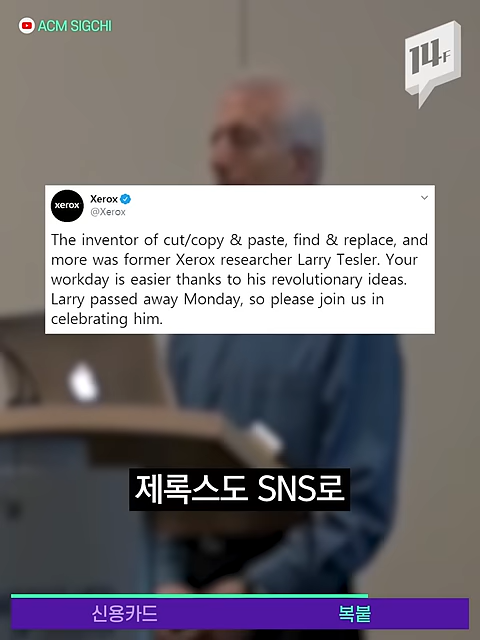 ACM SIGCHI
14F
xerox
Xerox
@Xerox
The inventor of cut/copy & paste, find & replace, and
more was former Xerox researcher Larry Tesler. Your
workday is easier thanks to his revolutionary ideas.
Larry passed away Monday, so please join us in
celebrating him.
제록스도 SNS로
신용카드
복붙